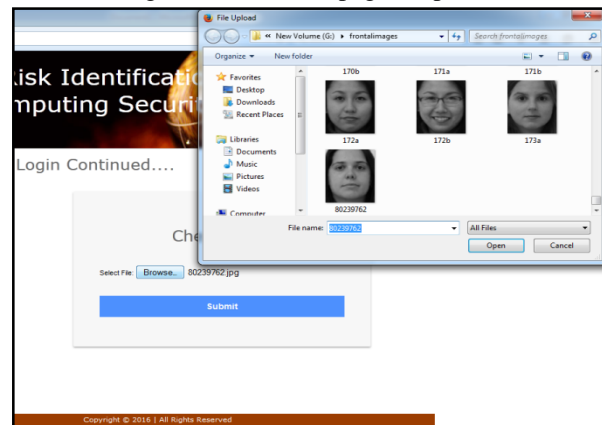 File Upload
« New Volume (G:) ▸ frontalimages
Search frontalimages
Organize ▾ New folder
Favorites
Desktop
Downloads
Recent Places
Libraries
Documents
Music
Pictures
Videos
Computer
170b 171a 171b
172a 172b 173a
80239762
File name: 80239762
All Files
Open Cancel
isk Identificatio
mputing Securi
Login Continued....
Che
Select File: Browse.. 80239762.jpg
Submit
Copyright © 2016 | All Rights Reserved